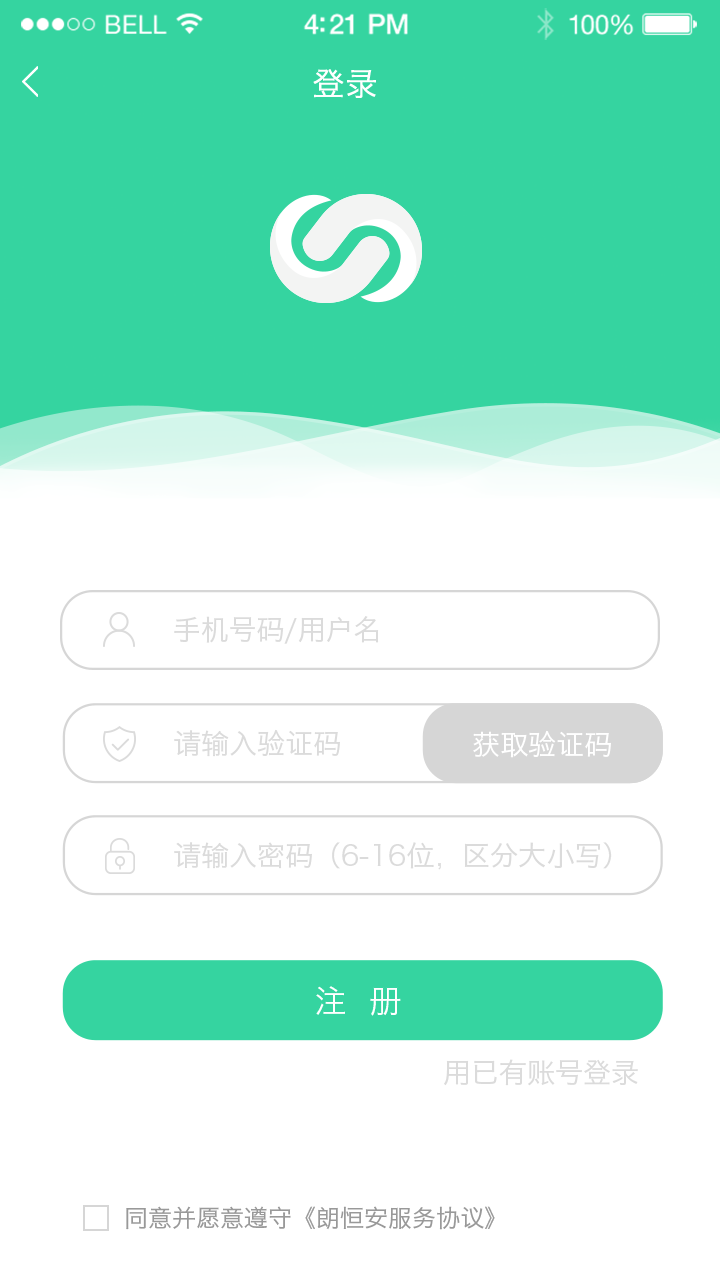 BELL 4:21 PM 100%
登录
手机号码/用户名
请输入验证码 获取验证码
请输入密码（6-16位，区分大小写）
注 册
用已有账号登录
同意并愿意遵守《朗恒安服务协议》